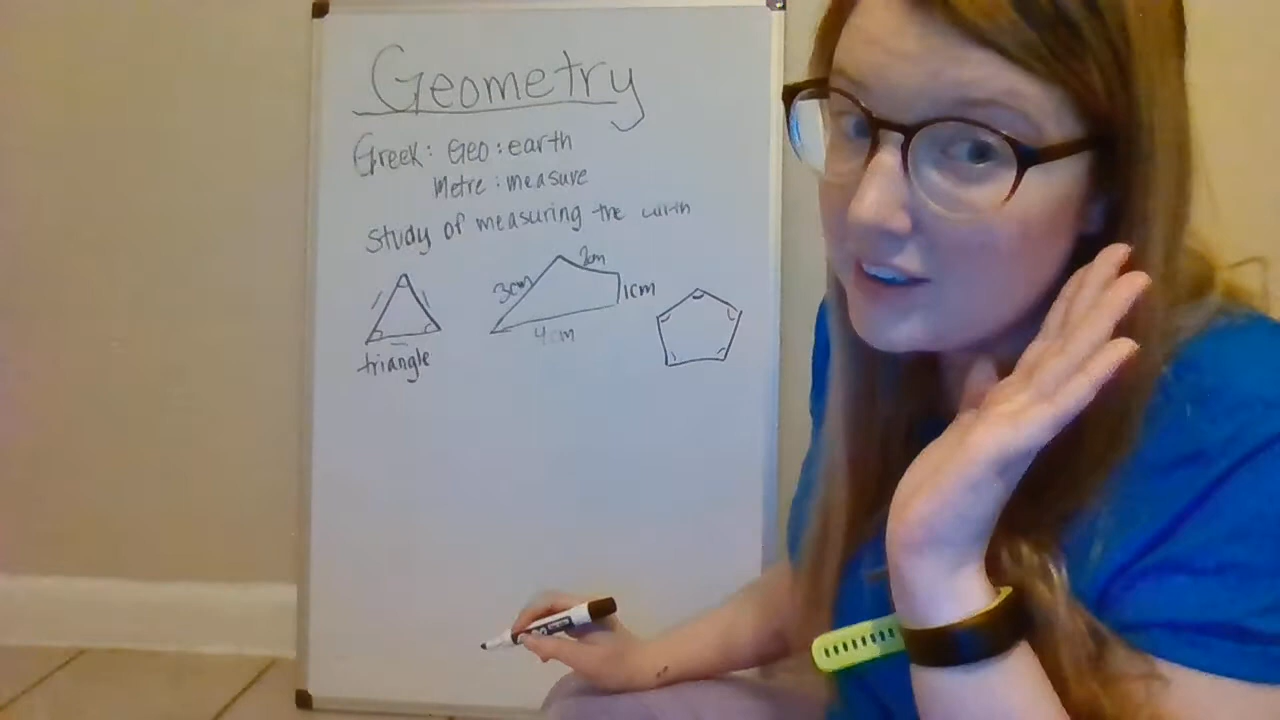 Geometry
Greek: Geo: earth
Metre: measure
Study of measuring the earth
3cm
2cm
1cm
4cm
triangle